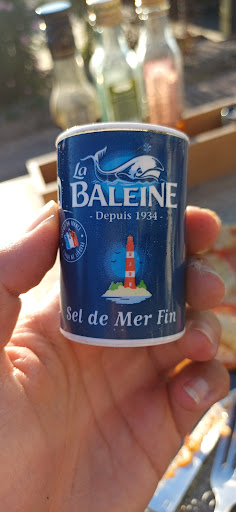 La
BALEINE
- Depuis 1934 -
Sel de Mer Fin